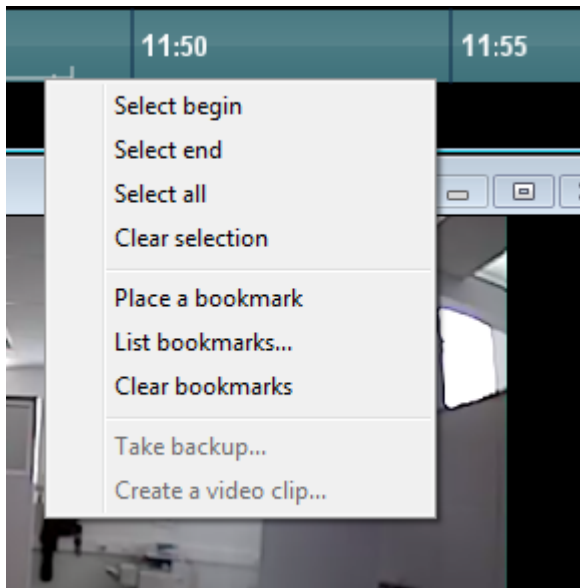 11:50 11:55
Select begin
Select end
Select all
Clear selection
Place a bookmark
List bookmarks...
Clear bookmarks
Take backup...
Create a video clip...